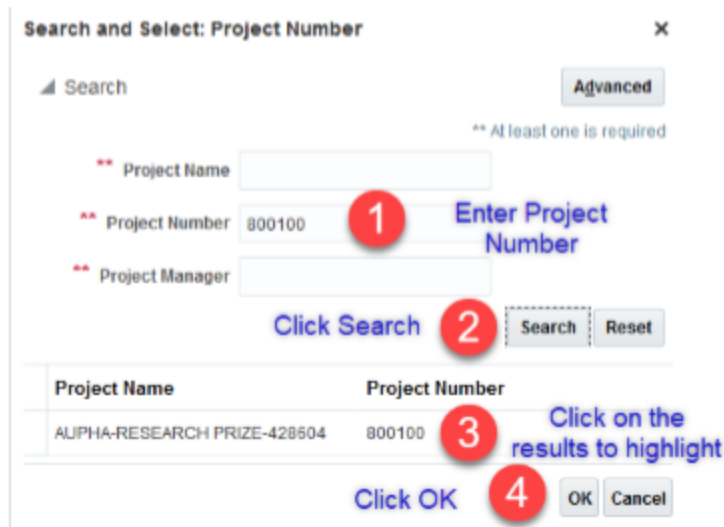 Search and Select: Project Number ×
Search Advanced
** At least one is required
** Project Name
** Project Number 800100 1 Enter Project
Number
** Project Manager
Click Search 2 Search Reset
Project Name Project Number
AUPHA-RESEARCH PRIZE-428604 800100 3 Click on the
results to highlight
Click OK 4 OK Cancel